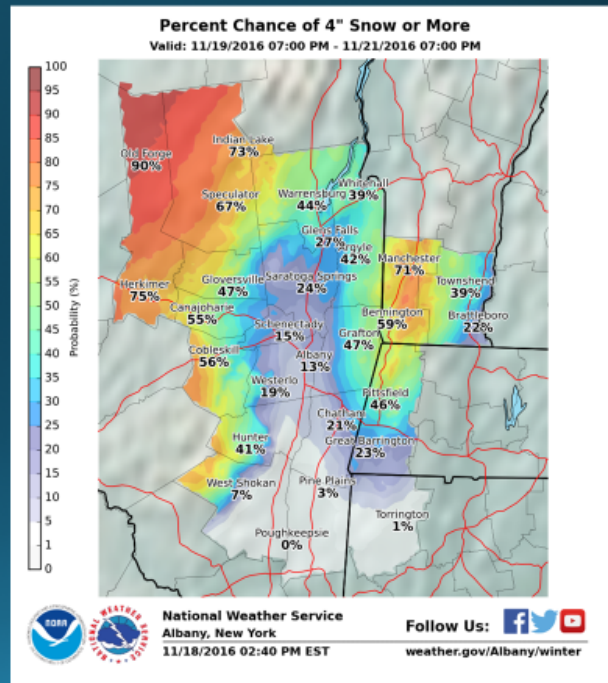 Percent Chance of 4" Snow or More
Valid: 11/19/2016 07:00 PM - 11/21/2016 07:00 PM
100
95
90
85
80
75
70
65
60
55
50
45
40
35
30
25
20
15
10
5
1
0
Probability (%)
Old Forge
90%
Indian Lake
73%
Speculator
67%
Warrensburg
44%
Whitehall
39%
Glens Falls
27%
Argyle
42%
Manchester
71%
Townshend
39%
Herkimer
75%
Gloversville
47%
Saratoga Springs
24%
Canajoharie
55%
Schenectady
15%
Bennington
59%
Brattleboro
22%
Grafton
47%
Cobleskill
56%
Albany
13%
Westerlo
19%
Pittsfield
46%
Chatham
21%
Hunter
41%
Great Barrington
23%
West Shokan
7%
Pine Plains
3%
Torrington
1%
Poughkeepsie
0%
NOAA
NATIONAL WEATHER SERVICE
National Weather Service
Albany, New York
11/18/2016 02:40 PM EST
Follow Us:
weather.gov/Albany/winter